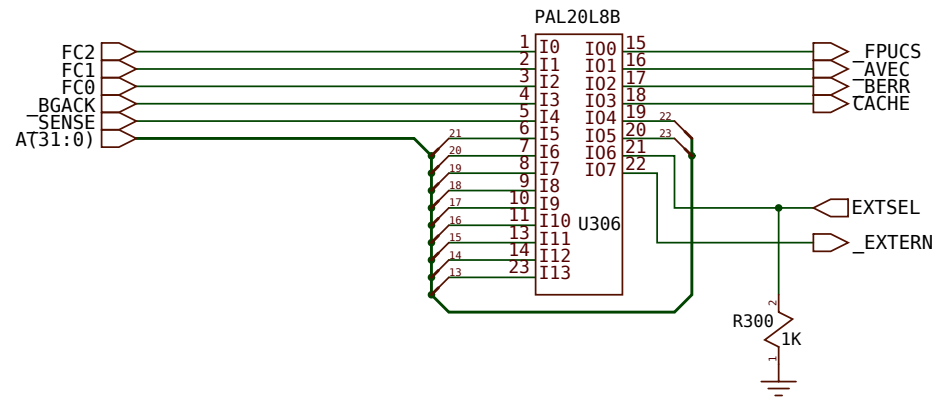 PAL20L8B
FC2 1 I0 IO0 15 _FPUCS
FC1 2 I1 IO1 16 _AVEC
FC0 3 I2 IO2 17 _BERR
_BGACK 4 I3 IO3 18 CACHE
_SENSE 5 I4 IO4 19 22
A(31:0) 21 6 I5 IO5 20 23
20 7 I6 IO6 21
19 8 I7 IO7 22
18 9 I8
17 10 I9 EXTSEL
16 11 I10 U306
15 13 I11 _EXTERN
14 14 I12
13 23 I13
2
R300
1K
1